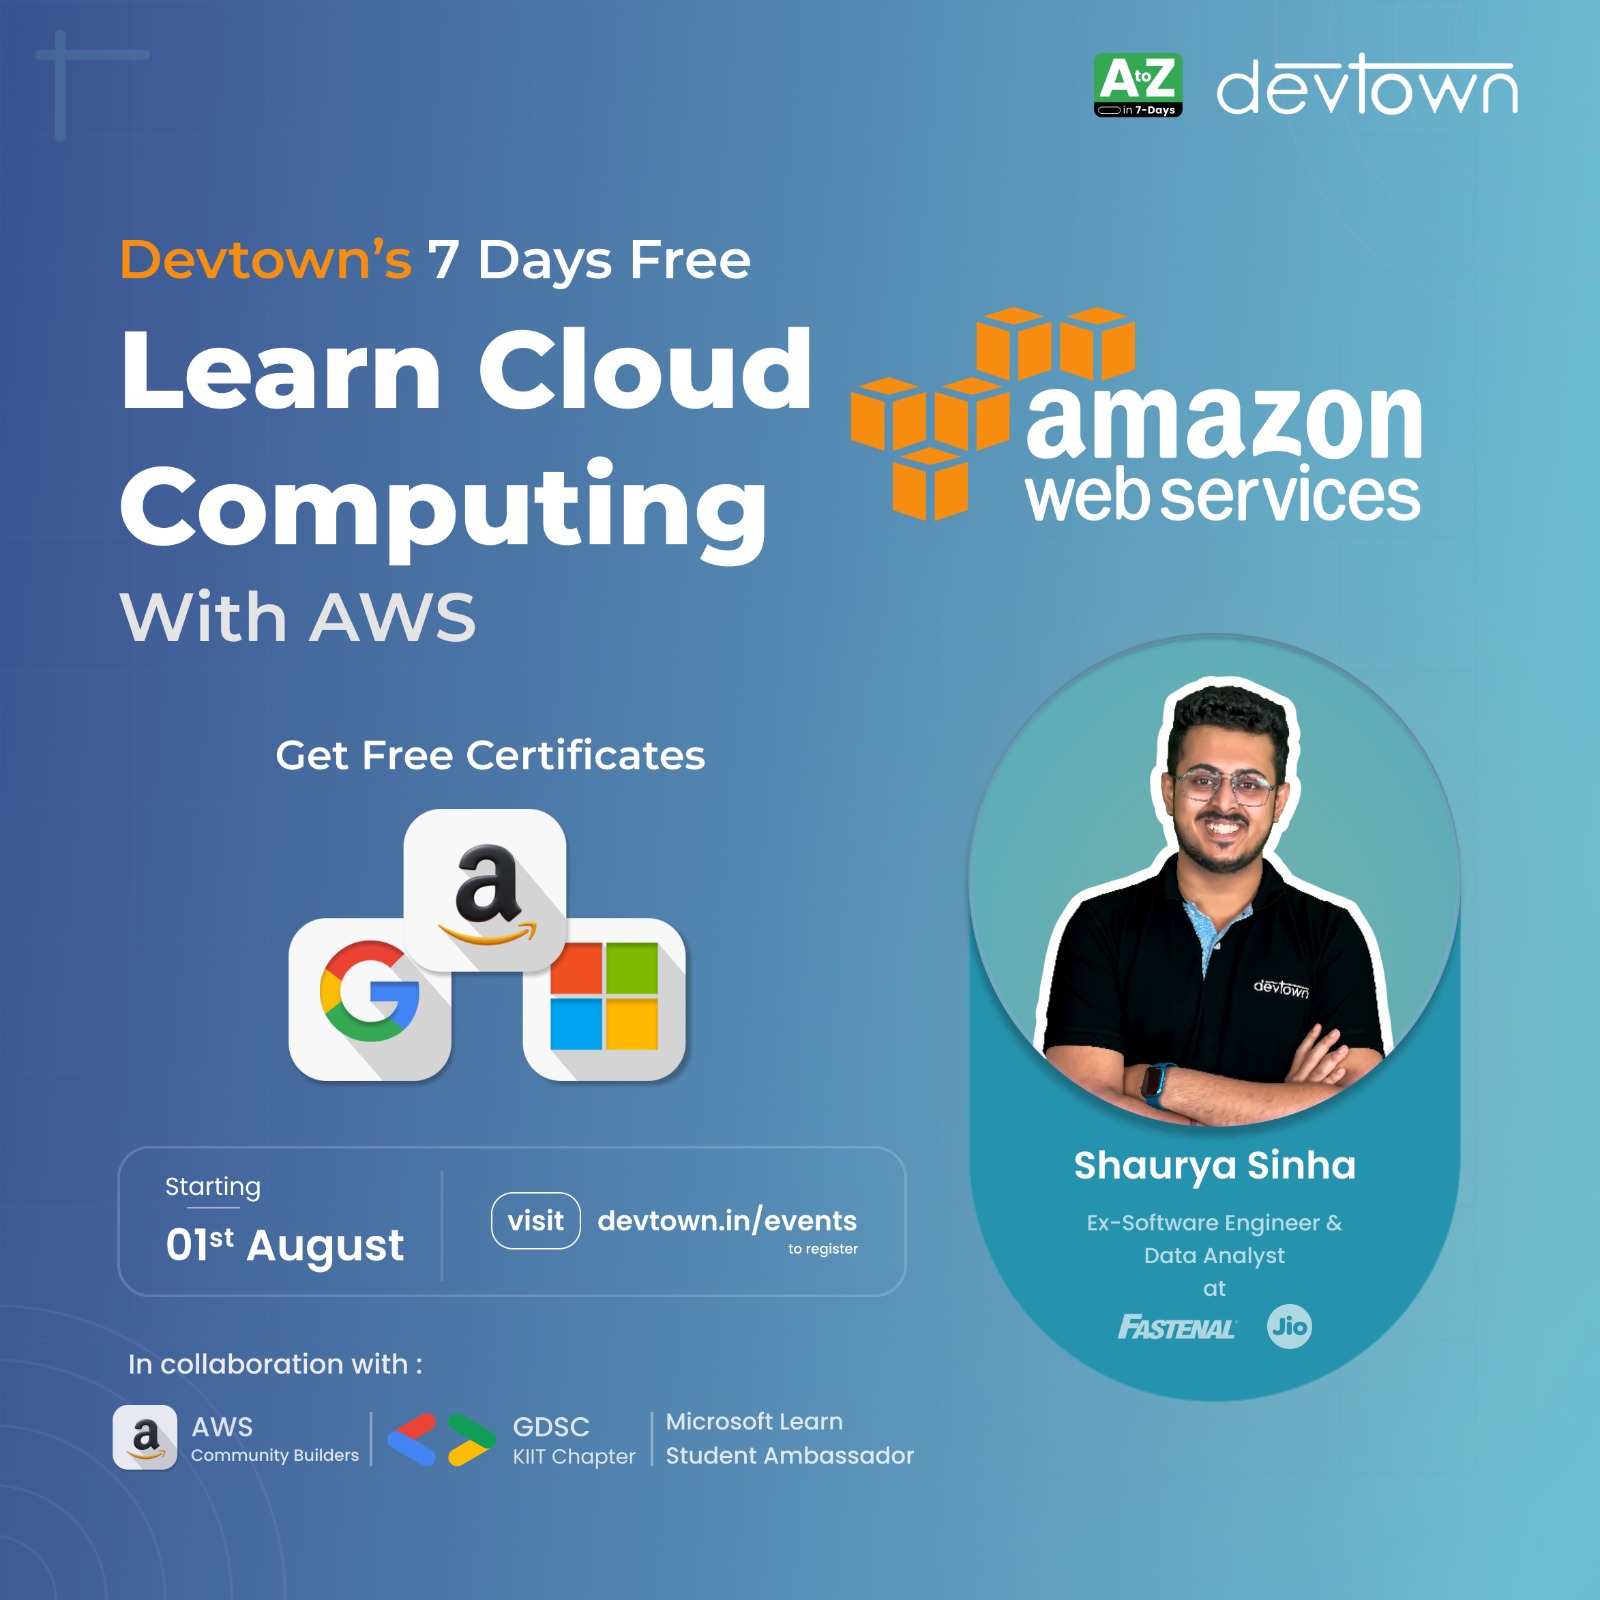 AtoZ
in 7-Days
devtown
Devtown's 7 Days Free
Learn Cloud
Computing
With AWS
amazon
web services
Get Free Certificates
a
G
devtown
Starting
01st August
visit devtown.in/events
to register
Shaurya Sinha
Ex-Software Engineer &
Data Analyst
at
FASTENAL
Jio
In collaboration with :
a
AWS
Community Builders
GDSC
KIIT Chapter
Microsoft Learn
Student Ambassador